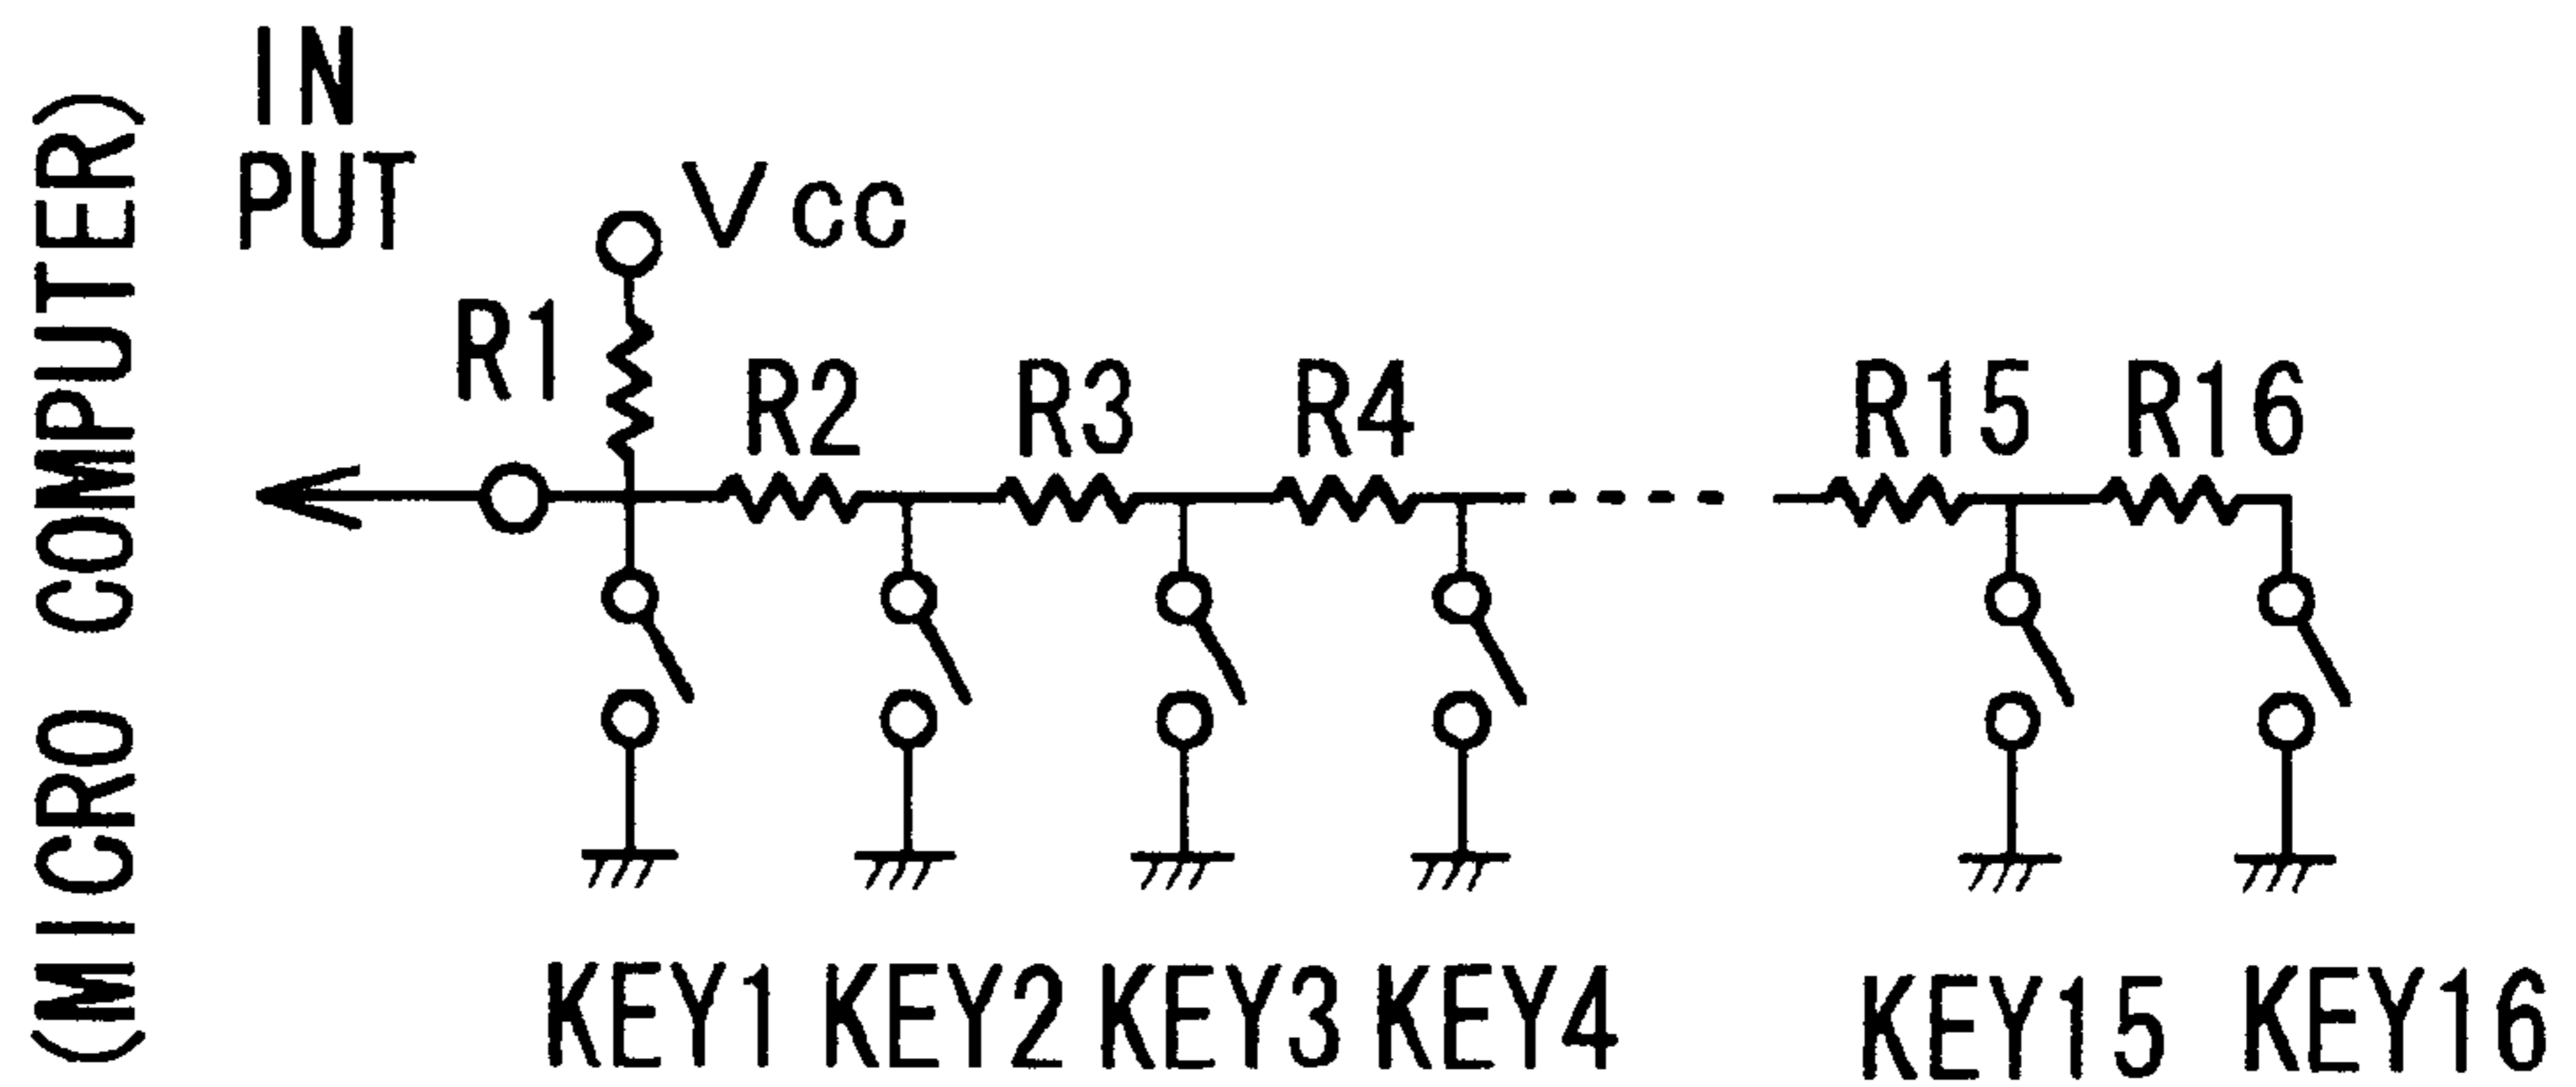 (MICRO COMPUTER)
IN
PUT
Vcc
R1
R2 R3 R4 R15 R16
KEY1 KEY2 KEY3 KEY4 KEY15 KEY16